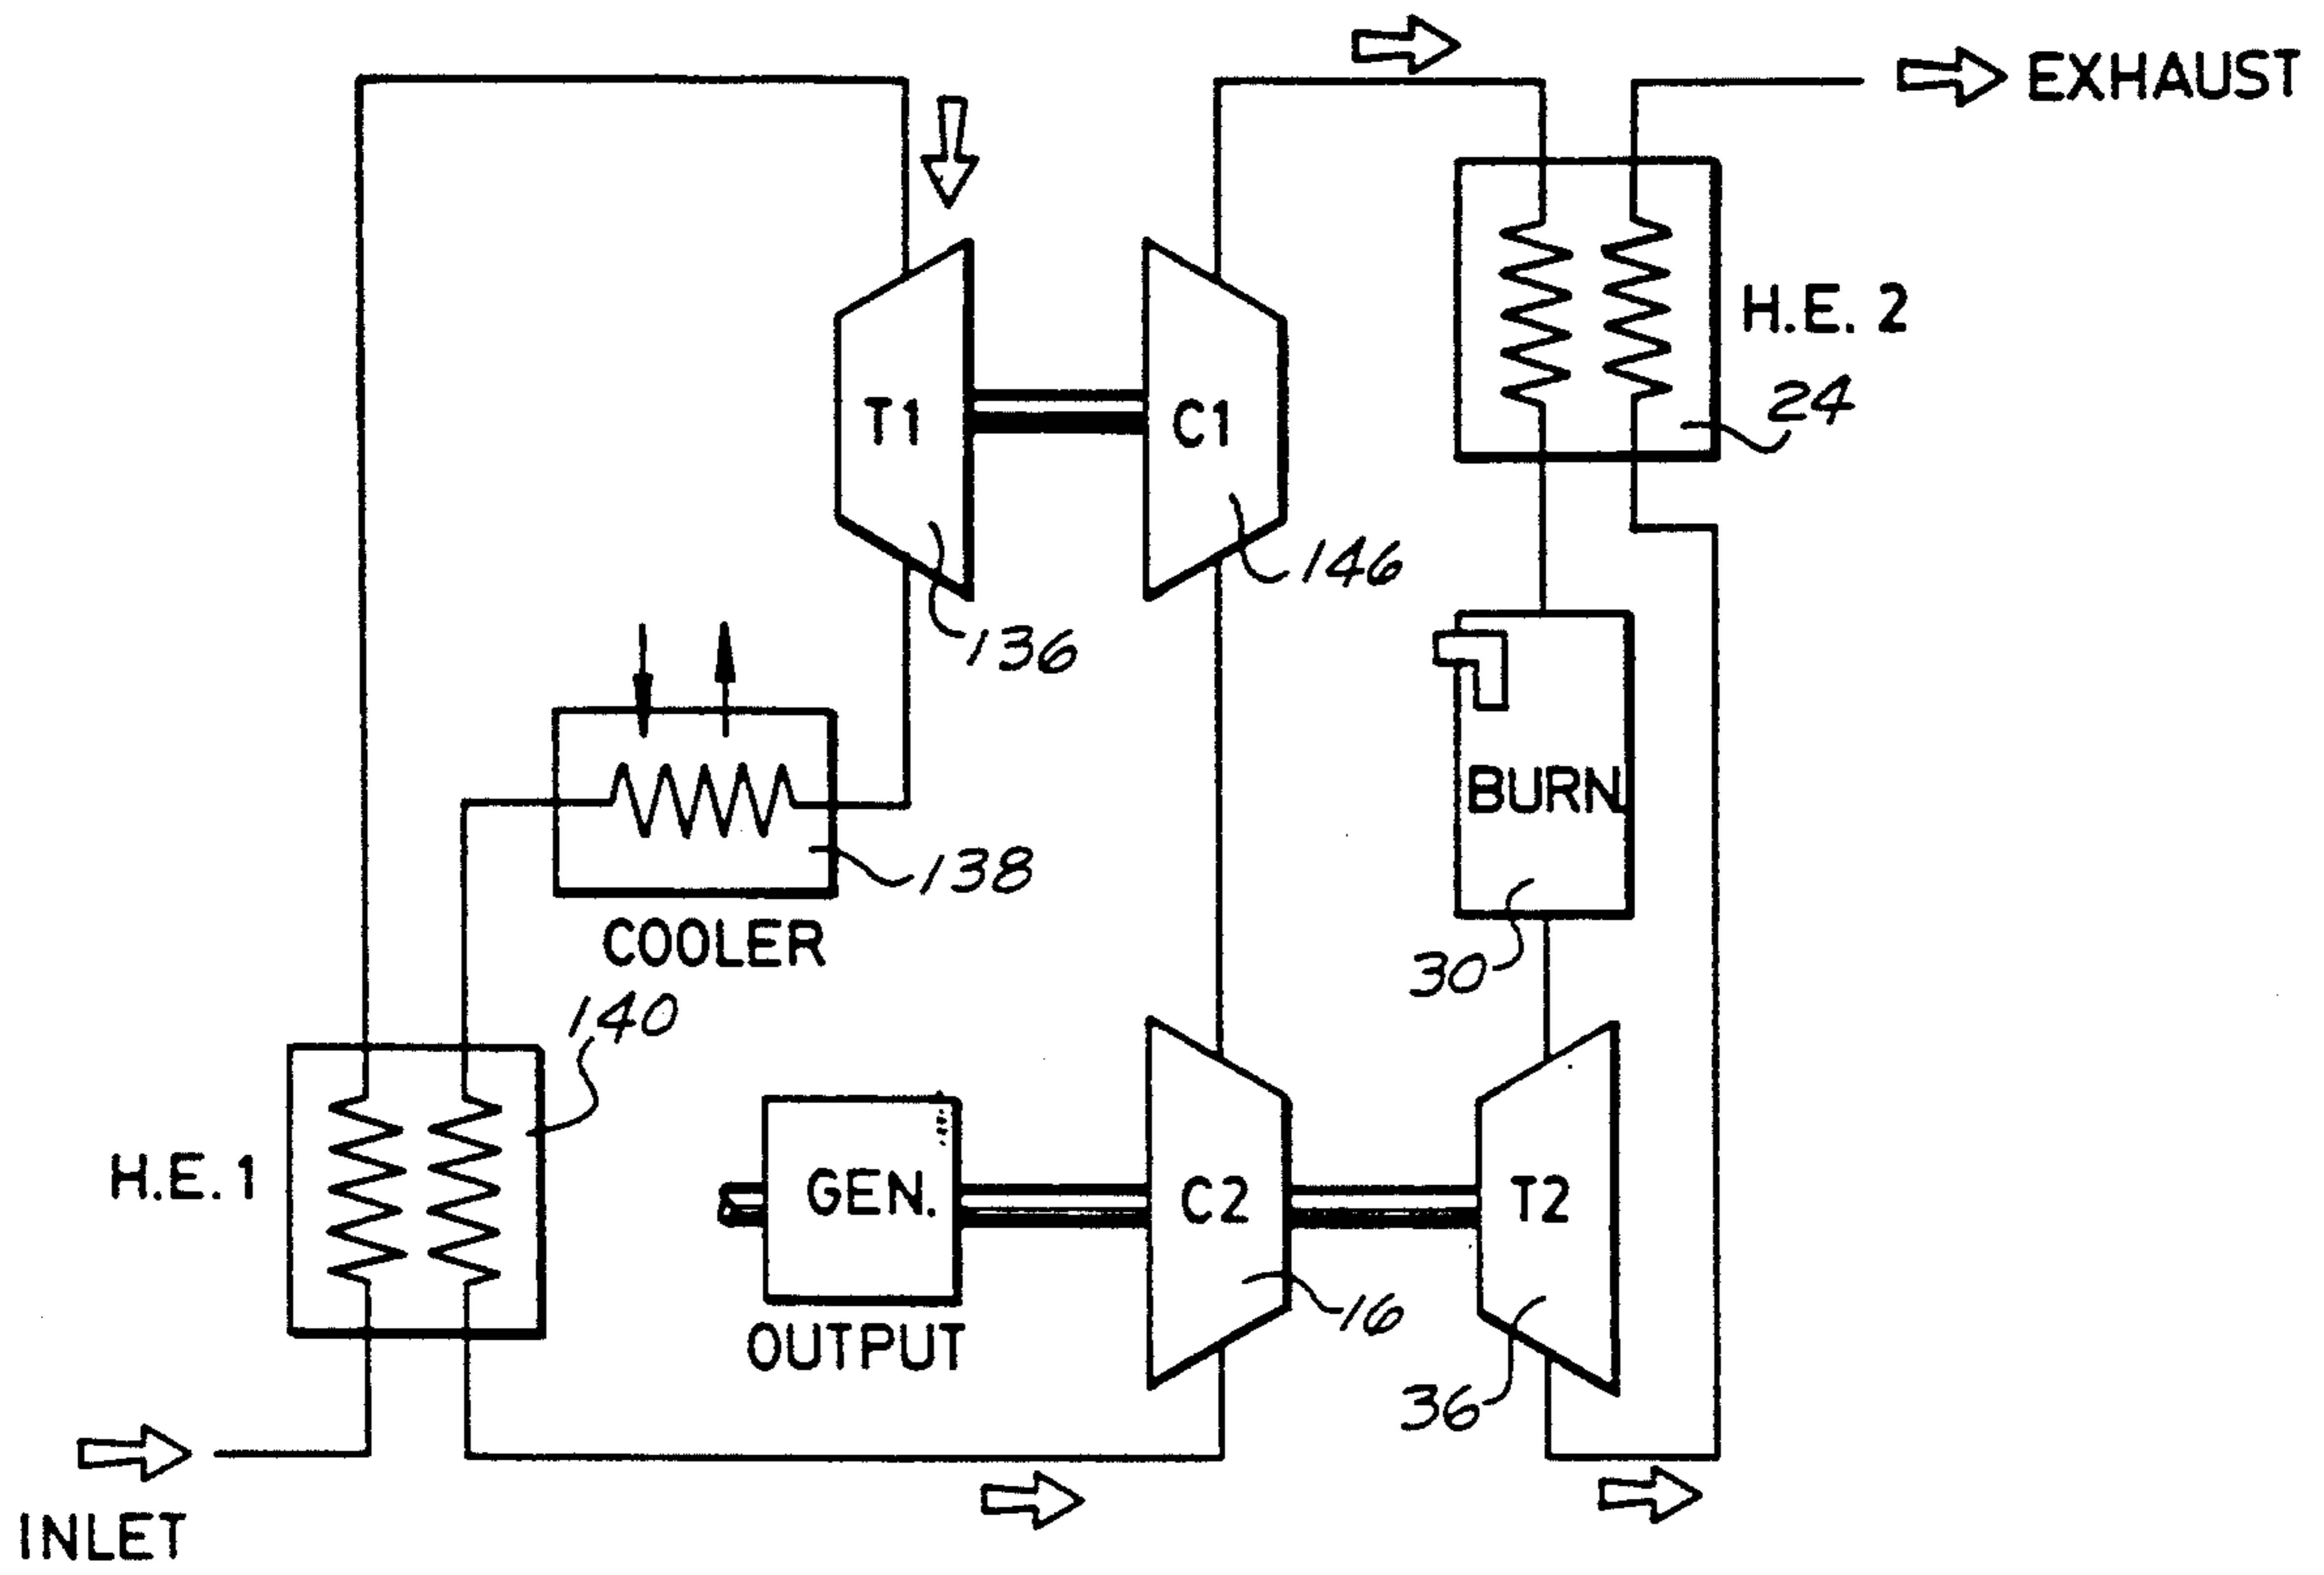 EXHAUST
H.E. 2
24
T1
C1
146
136
BURN
138
COOLER
30
140
H.E. 1
GEN.
C2
T2
16
OUTPUT
36
INLET